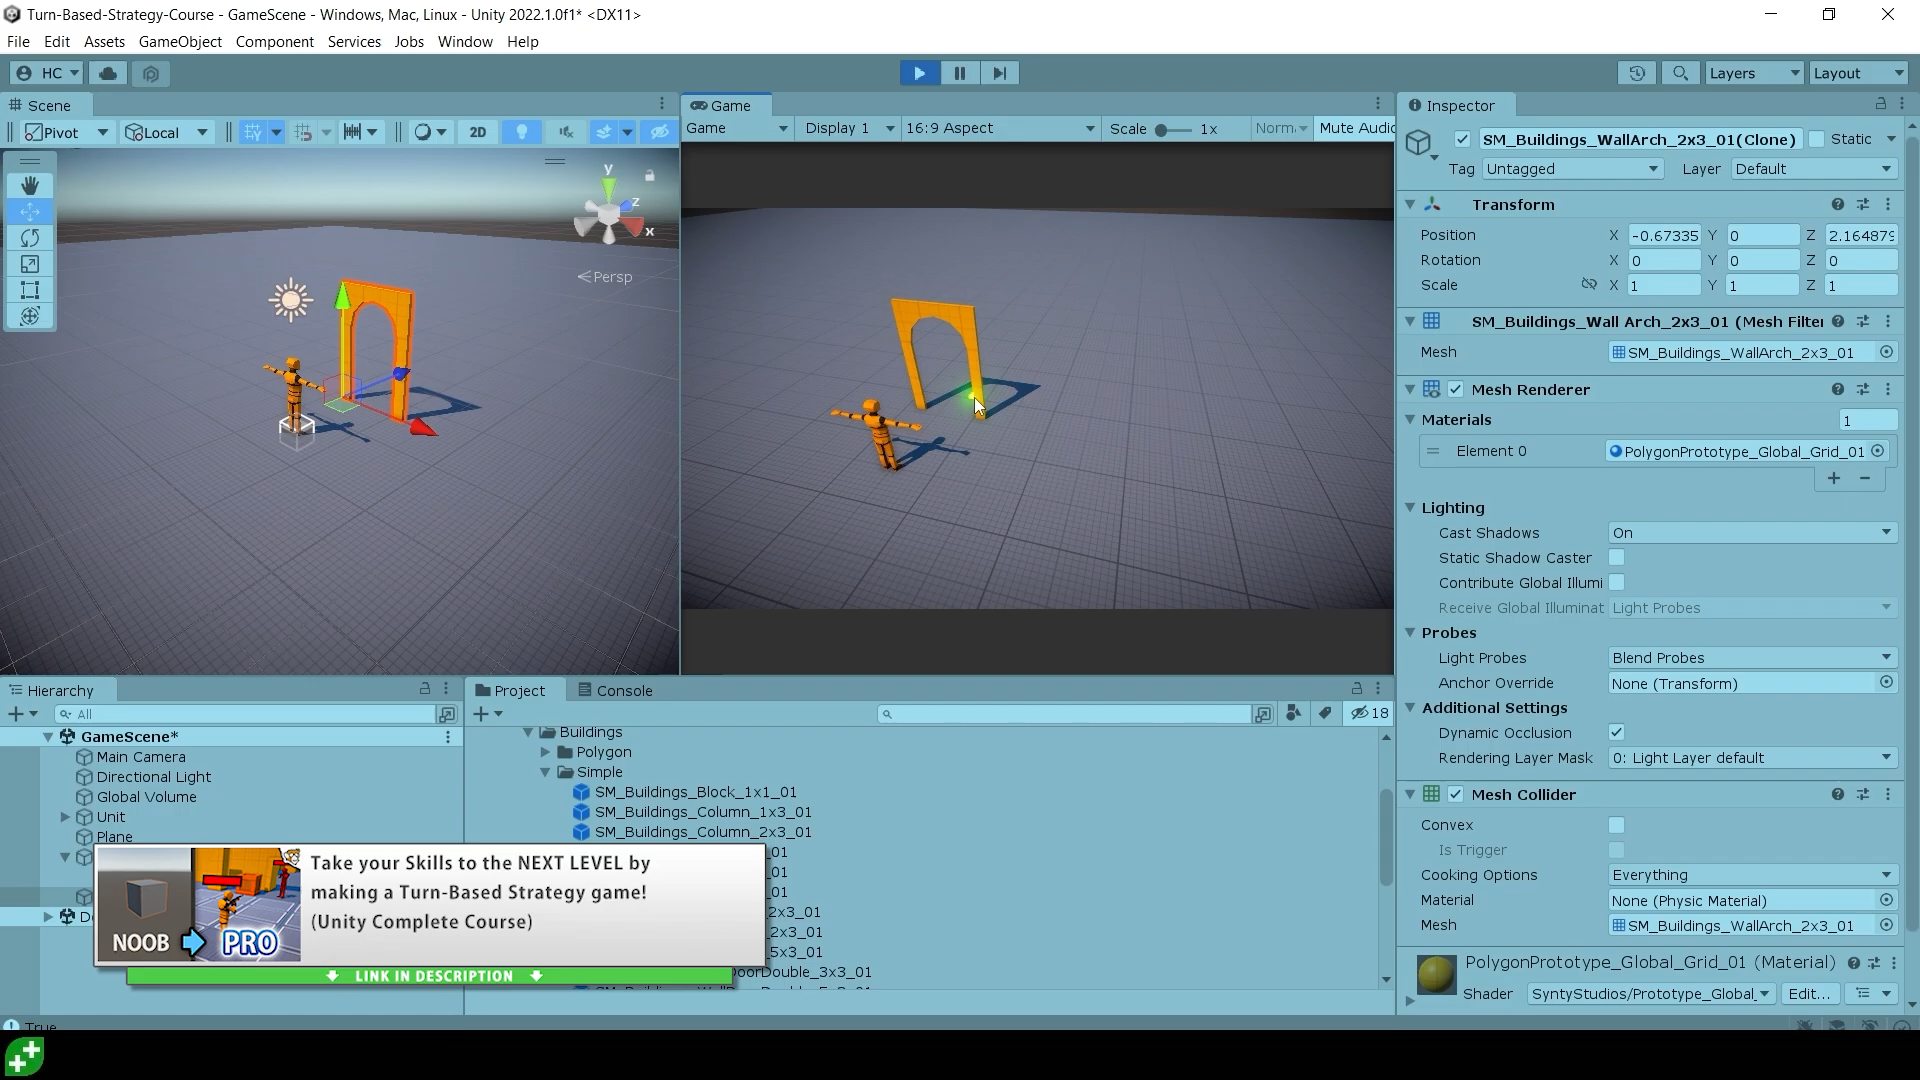 Turn-Based-Strategy-Course - GameScene - Windows, Mac, Linux - Unity 2022.1.0f1* <DX11>
File Edit Assets GameObject Component Services Jobs Window Help
HC Layers Layout
Scene
Pivot Local 2D
y
z
x
Persp
Game
Game Display 1 16:9 Aspect Scale 1x Norm Mute Audio
Inspector
SM_Buildings_WallArch_2x3_01(Clone) Static
Tag Untagged Layer Default
Transform
Position X -0.67335 Y 0 Z 2.164879
Rotation X 0 Y 0 Z 0
Scale X 1 Y 1 Z 1
SM_Buildings_Wall Arch_2x3_01 (Mesh Filter
Mesh SM_Buildings_WallArch_2x3_01
Mesh Renderer
Materials 1
Element 0 PolygonPrototype_Global_Grid_01
Lighting
Cast Shadows On
Static Shadow Caster
Contribute Global Illumi
Receive Global Illuminat Light Probes
Probes
Light Probes Blend Probes
Anchor Override None (Transform)
Additional Settings
Dynamic Occlusion
Rendering Layer Mask 0: Light Layer default
Mesh Collider
Convex
Is Trigger
Cooking Options Everything
Material None (Physic Material)
Mesh SM_Buildings_WallArch_2x3_01
PolygonPrototype_Global_Grid_01 (Material)
Shader SyntyStudios/Prototype_Global_ Edit...
Hierarchy
All
GameScene*
Main Camera
Directional Light
Global Volume
Unit
Plane
Project Console
18
Buildings
Polygon
Simple
SM_Buildings_Block_1x1_01
SM_Buildings_Column_1x3_01
SM_Buildings_Column_2x3_01
_01
_01
_01
_2x3_01
_2x3_01
_5x3_01
DoorDouble_3x3_01
NOOB PRO
Take your Skills to the NEXT LEVEL by
making a Turn-Based Strategy game!
(Unity Complete Course)
LINK IN DESCRIPTION
True